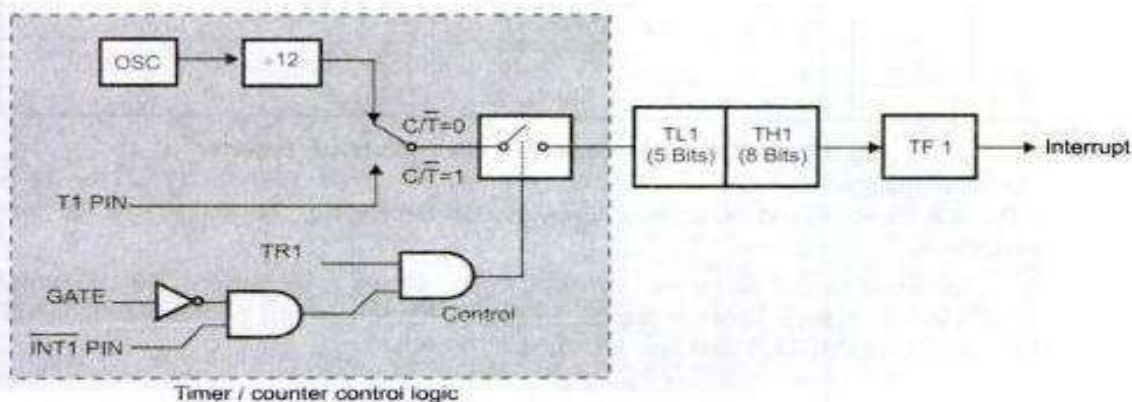 OSC
÷12
C/T̅=0
C/T̅=1
T1 PIN
TR1
GATE
I̅N̅T̅1̅ PIN
Control
TL1
(5 Bits)
TH1
(8 Bits)
TF 1
Interrupt
Timer / counter control logic